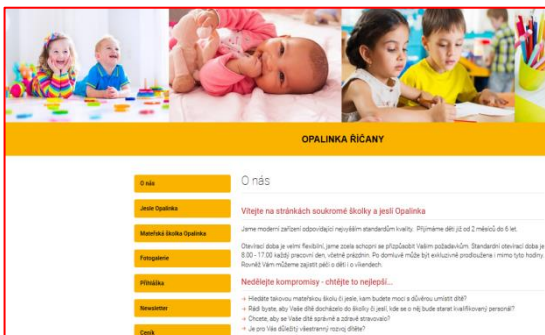 OPALINKA ŘÍČANY
O nás
Jesle Opalinka
Mateřská školka Opalinka
Fotogalerie
Přihláška
Newsletter
Ceník
O nás
Vítejte na stránkách soukromé školky a jeslí Opalinka
Jsme moderní zařízení odpovídající nejvyšším standardům kvality. Přijímáme děti již od 2 měsíců do 6 let.
Otevírací doba je velmi flexibilní, jsme zcela schopni se přizpůsobit Vašim požadavkům. Standardní otevírací doba je
8.00 - 17.00 každý pracovní den, včetně prázdnin. Po domluvě může být exkluzivně prodloužena i mimo tyto hodiny.
Rovněž Vám můžeme zajistit péči o děti i o víkendech.
Nedělejte kompromisy - chtějte to nejlepší...
→ Hledáte takovou mateřskou školu či jesle, kam budete moci s důvěrou umístit dítě?
→ Rádi byste, aby Vaše dítě docházelo do školky či jeslí, kde se o něj bude starat kvalifikovaný personál?
→ Chcete, aby se Vaše dítě správně a zdravě stravovalo?
→ Je pro Vás důležitý všestranný rozvoj dítěte?